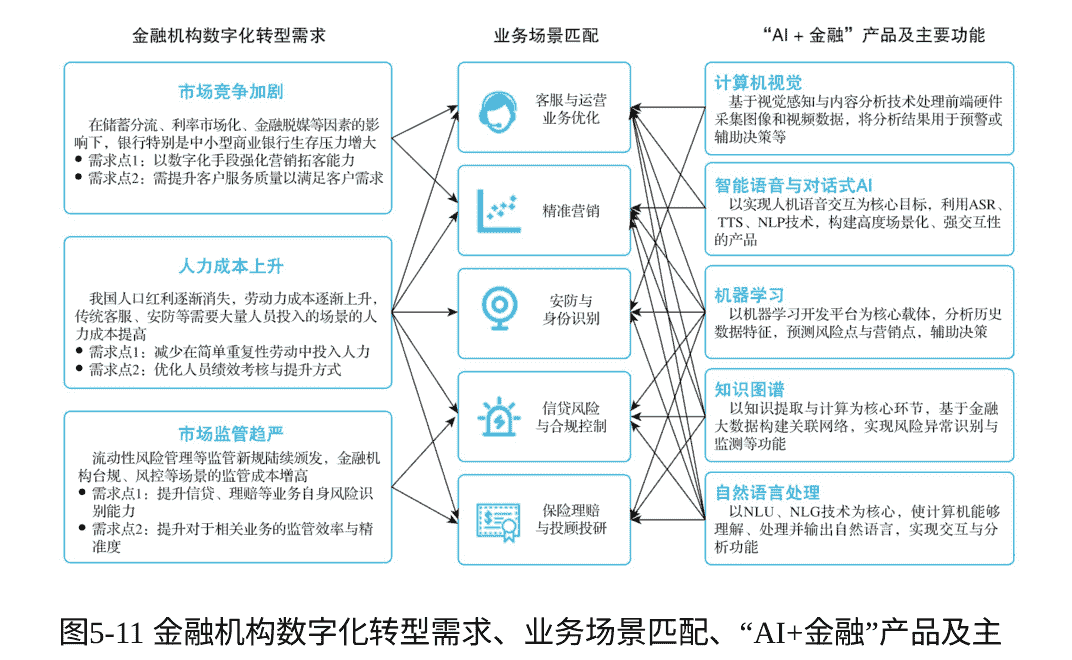 金融机构数字化转型需求
业务场景匹配
“AI + 金融”产品及主要功能
市场竞争加剧
在储蓄分流、利率市场化、金融脱媒等因素的影
响下，银行特别是中小型商业银行生存压力增大
● 需求点1：以数字化手段强化营销拓客能力
● 需求点2：需提升客户服务质量以满足客户需求
人力成本上升
我国人口红利逐渐消失，劳动力成本逐渐上升，
传统客服、安防等需要大量人员投入的场景的人
力成本提高
● 需求点1：减少在简单重复性劳动中投入人力
● 需求点2：优化人员绩效考核与提升方式
市场监管趋严
流动性风险管理等监管新规陆续颁发，金融机
构台规、风控等场景的监管成本增高
● 需求点1：提升信贷、理赔等业务自身风险识
别能力
● 需求点2：提升对于相关业务的监管效率与精
准度
客服与运营
业务优化
精准营销
安防与
身份识别
信贷风险
与合规控制
保险理赔
与投顾投研
计算机视觉
基于视觉感知与内容分析技术处理前端硬件
采集图像和视频数据，将分析结果用于预警或
辅助决策等
智能语音与对话式AI
以实现人机语音交互为核心目标，利用ASR、
TTS、NLP技术，构建高度场景化、强交互性
的产品
机器学习
以机器学习开发平台为核心载体，分析历史
数据特征，预测风险点与营销点，辅助决策
知识图谱
以知识提取与计算为核心环节，基于金融
大数据构建关联网络，实现风险异常识别与
监测等功能
自然语言处理
以NLU、NLG技术为核心，使计算机能够
理解、处理并输出自然语言，实现交互与分
析功能
图5-11 金融机构数字化转型需求、业务场景匹配、“AI+金融”产品及主